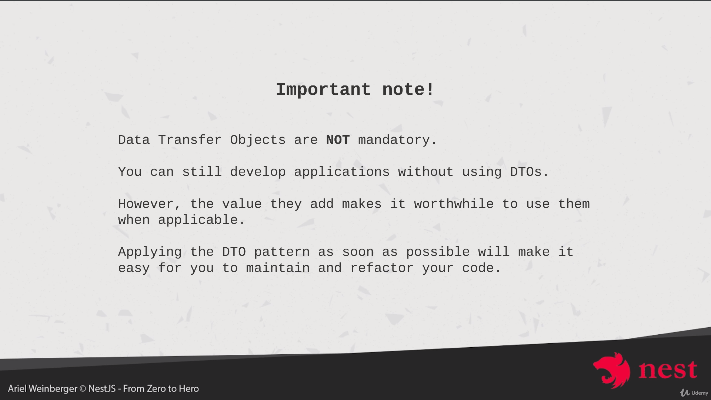 Important note!
Data Transfer Objects are NOT mandatory.
You can still develop applications without using DTOs.
However, the value they add makes it worthwhile to use them
when applicable.
Applying the DTO pattern as soon as possible will make it
easy for you to maintain and refactor your code.
nest
Ariel Weinberger © NestJS - From Zero to Hero
Udemy